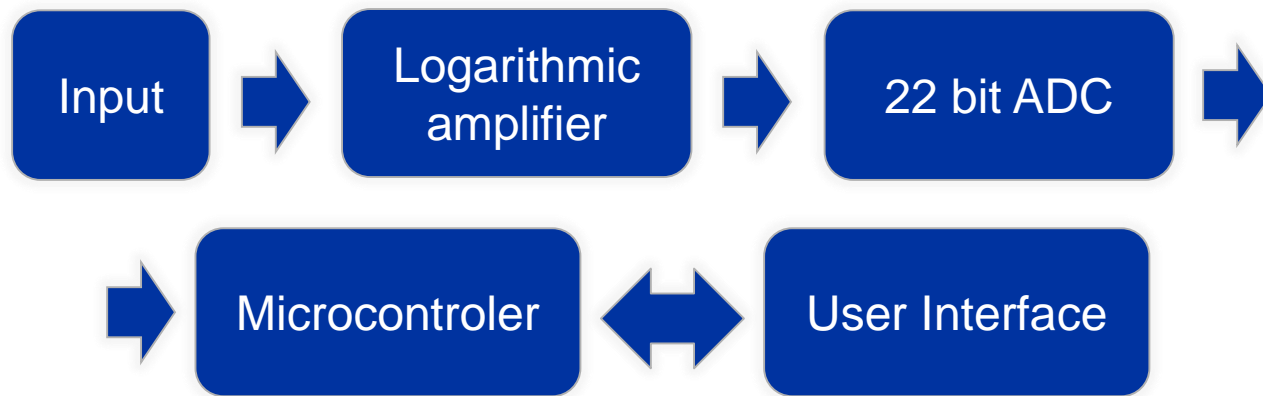 Input
Logarithmic
amplifier
22 bit ADC
Microcontroler
User Interface